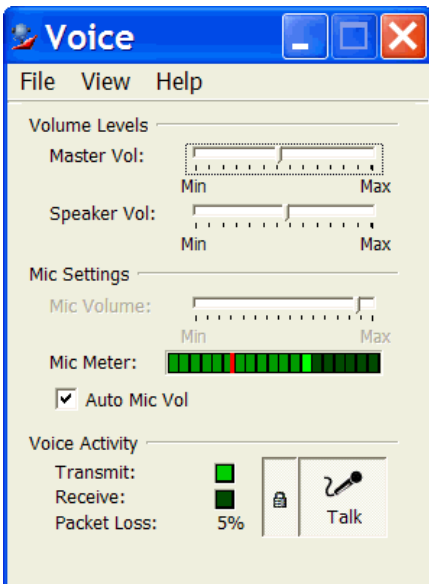 Voice
File View Help
Volume Levels
Master Vol:
Min Max
Speaker Vol:
Min Max
Mic Settings
Mic Volume:
Min Max
Mic Meter:
Auto Mic Vol
Voice Activity
Transmit:
Receive:
Packet Loss: 5%
Talk